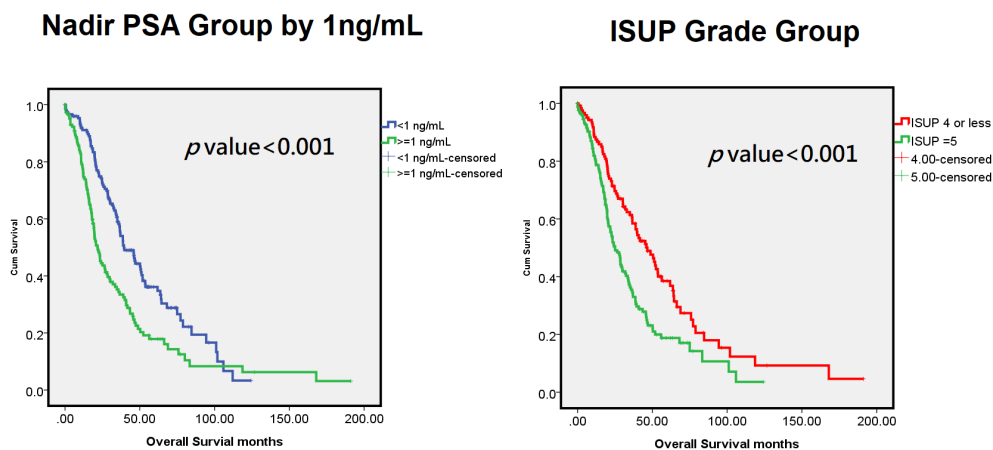 Nadir PSA Group by 1ng/mL
p value<0.001
<1 ng/mL
>=1 ng/mL
<1 ng/mL-censored
>=1 ng/mL-censored
Cum Survival
1.0
0.8
0.6
0.4
0.2
0.0
.00
50.00
100.00
150.00
200.00
Overall Survival months
ISUP Grade Group
p value<0.001
ISUP 4 or less
ISUP =5
4.00-censored
5.00-censored
Cum Survival
1.0
0.8
0.6
0.4
0.2
0.0
.00
50.00
100.00
150.00
200.00
Overall Survial months